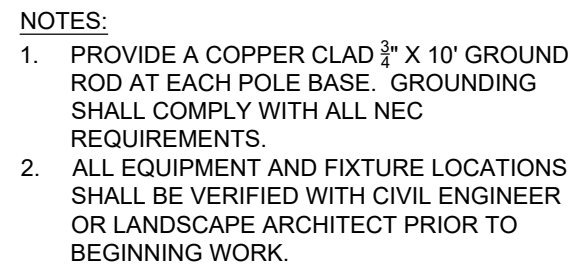 NOTES:
1. PROVIDE A COPPER CLAD 3/4" X 10' GROUND
ROD AT EACH POLE BASE. GROUNDING
SHALL COMPLY WITH ALL NEC
REQUIREMENTS.
2. ALL EQUIPMENT AND FIXTURE LOCATIONS
SHALL BE VERIFIED WITH CIVIL ENGINEER
OR LANDSCAPE ARCHITECT PRIOR TO
BEGINNING WORK.